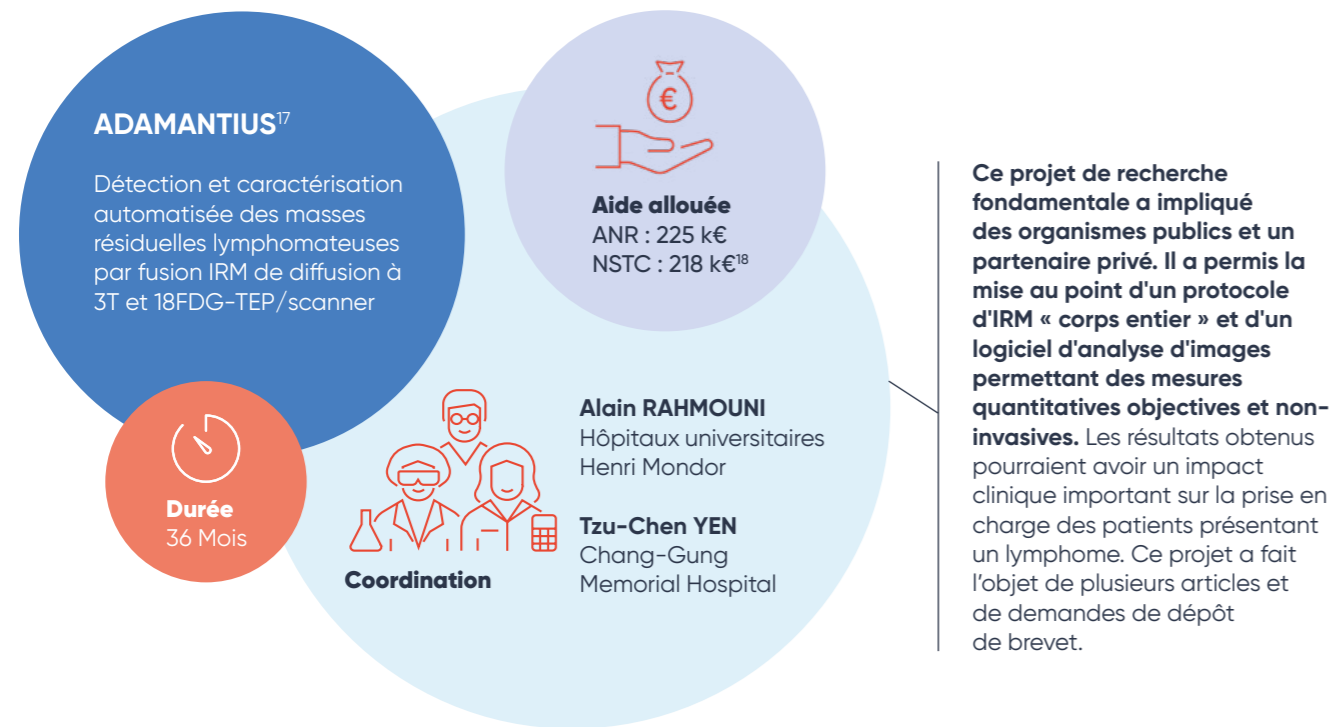 ADAMANTIUS17
Détection et caractérisation
automatisée des masses
résiduelles lymphomateuses
par fusion IRM de diffusion à
3T et 18FDG-TEP/scanner
€
Aide allouée
ANR : 225 k€
NSTC : 218 k€18
Durée
36 Mois
Coordination
Alain RAHMOUNI
Hôpitaux universitaires
Henri Mondor
Tzu-Chen YEN
Chang-Gung
Memorial Hospital
Ce projet de recherche
fondamentale a impliqué
des organismes publics et un
partenaire privé. Il a permis la
mise au point d'un protocole
d'IRM « corps entier » et d'un
logiciel d'analyse d'images
permettant des mesures
quantitatives objectives et non-
invasives. Les résultats obtenus
pourraient avoir un impact
clinique important sur la prise en
charge des patients présentant
un lymphome. Ce projet a fait
l’objet de plusieurs articles et
de demandes de dépôt
de brevet.